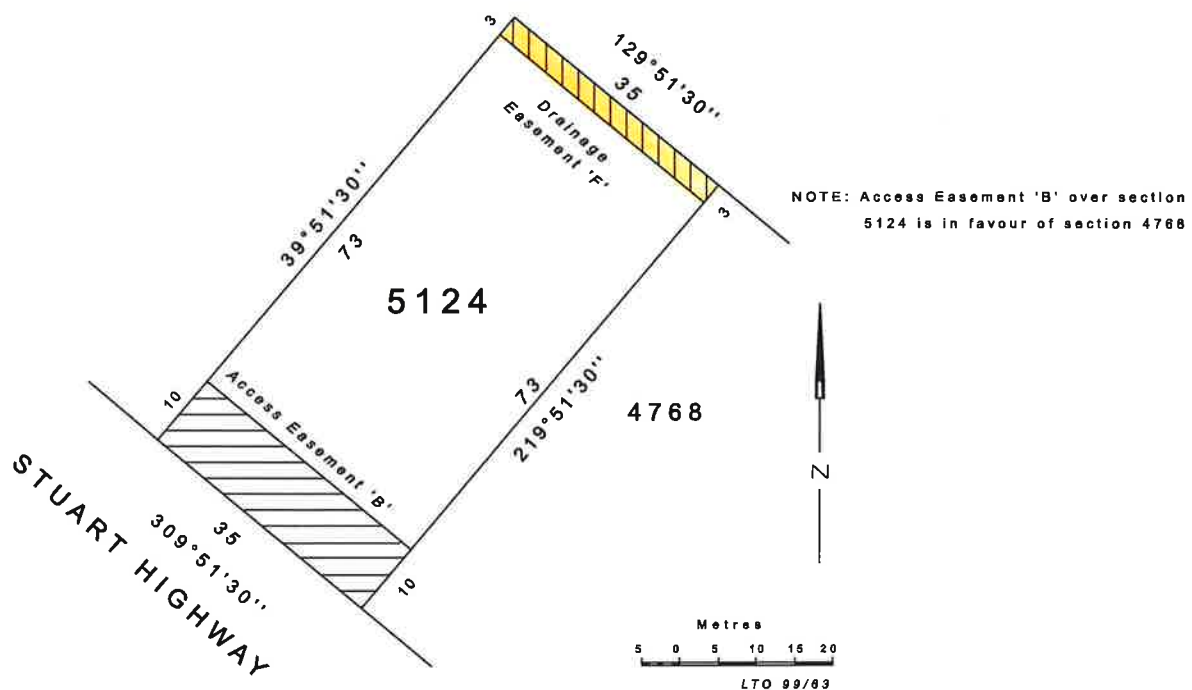 3
129°51'30''
35
Drainage
Easement 'F'
3
NOTE: Access Easement 'B' over section
5124 is in favour of section 4768
39°51'30''
73
5124
73
219°51'30''
4768
10
Access Easement 'B'
10
35
309°51'30''
STUART HIGHWAY
N
Metres
5 0 5 10 15 20
LTO 99/63